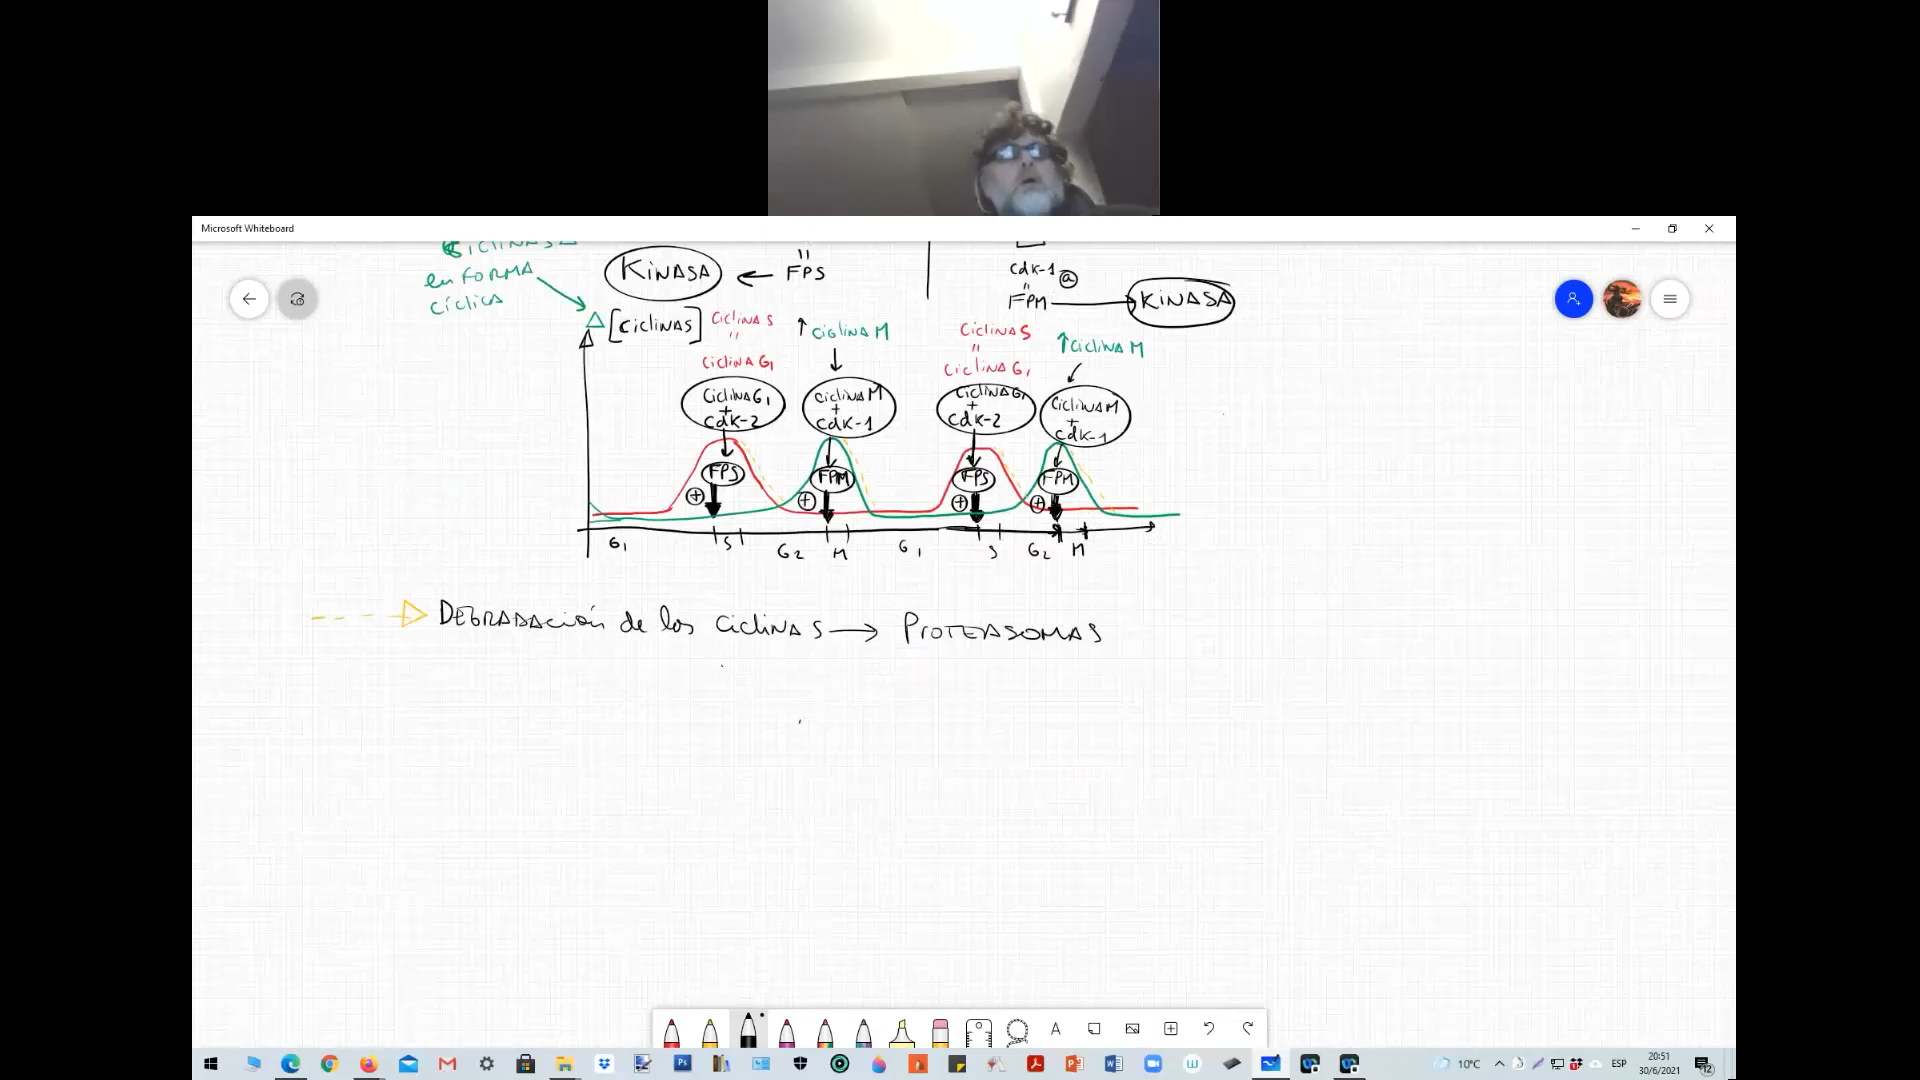 Microsoft Whiteboard
en FORMA
cíclica
KINASA ← FPS
cdk-1 a
FPM → KINASA
[CiCLiNAS]
CiCLiNA S
CiCLiNA G1
↑ CiCLiNA M
CiCLiNA S
CiCLiNA G1
↑ CiCLiNA M
CiCLiNA G1
+
cdk-2
CiCLiNA M
+
cdk-1
CiCLiNA G1
+
cdk-2
CiCLiNA M
+
cdk-1
FPS
FPM
FPS
FPM
+ + + +
G1 S G2 M G1 S G2 M
DEGRADACIÓN de las CiCLiNAS → PROTEASOMAS
10°C
ESP
20:51
30/6/2021